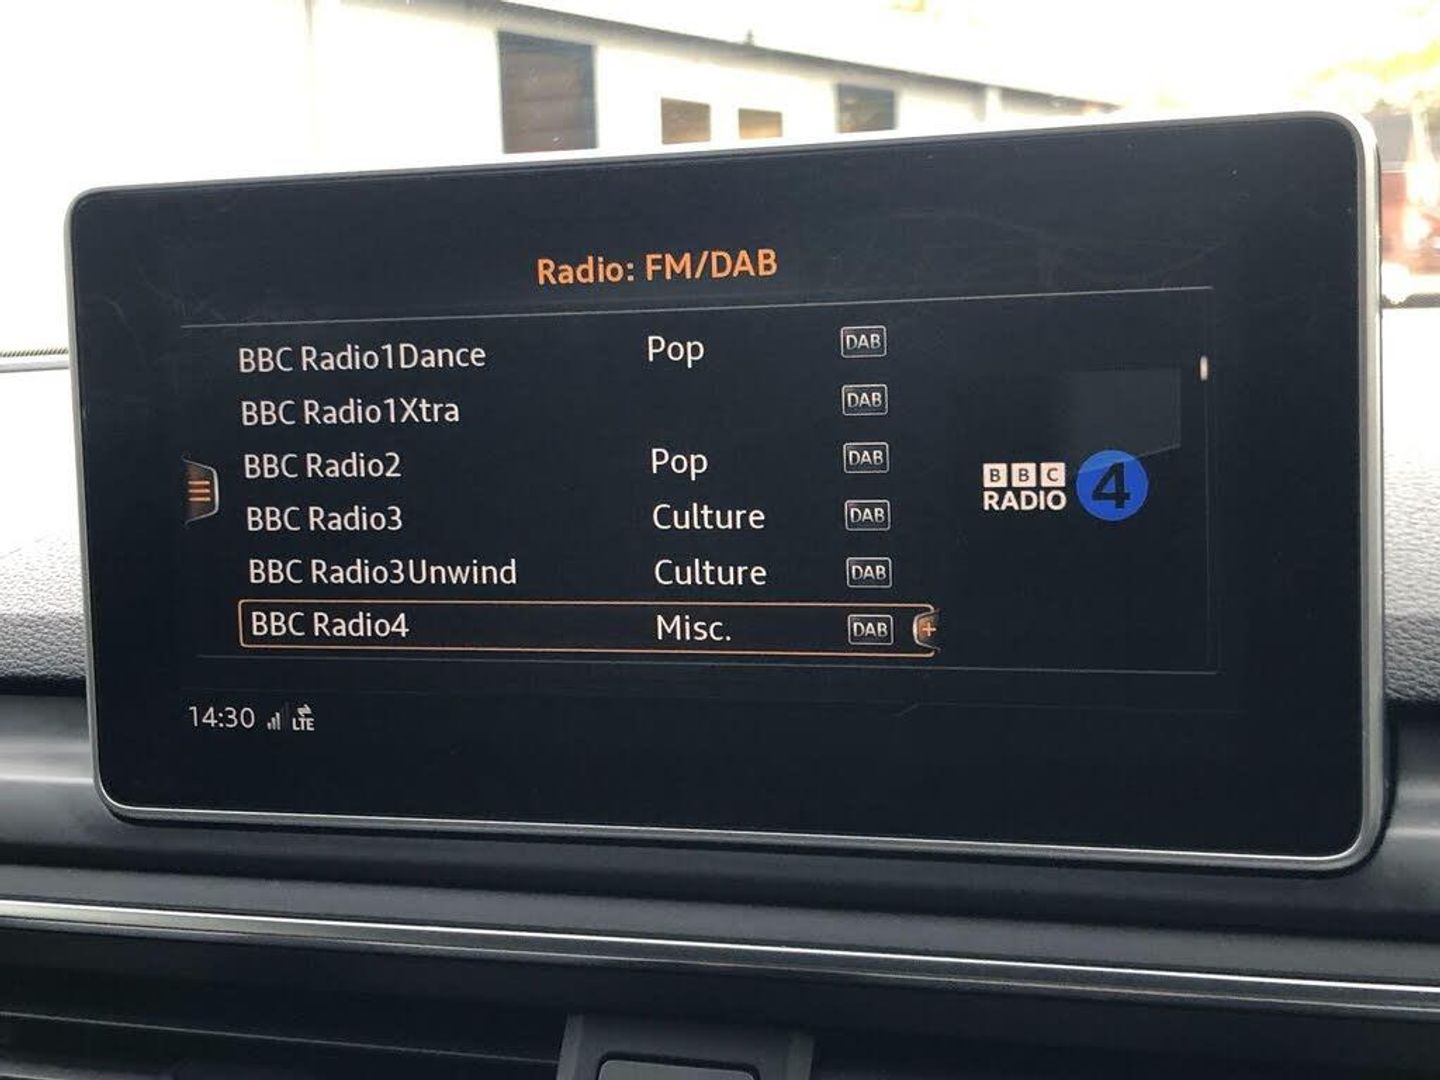 Radio: FM/DAB
BBC Radio1Dance Pop DAB
BBC Radio1Xtra DAB
BBC Radio2 Pop DAB
BBC Radio3 Culture DAB
BBC Radio3Unwind Culture DAB
BBC Radio4 Misc. DAB +
BBC
RADIO 4
14:30 LTE